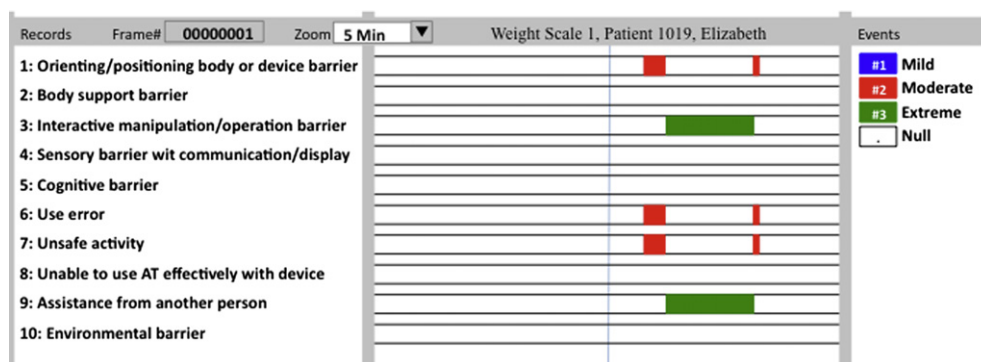 Records Frame# 00000001 Zoom 5 Min Weight Scale 1, Patient 1019, Elizabeth Events
1: Orienting/positioning body or device barrier
2: Body support barrier
3: Interactive manipulation/operation barrier
4: Sensory barrier wit communication/display
5: Cognitive barrier
6: Use error
7: Unsafe activity
8: Unable to use AT effectively with device
9: Assistance from another person
10: Environmental barrier
#1 Mild
#2 Moderate
#3 Extreme
. Null